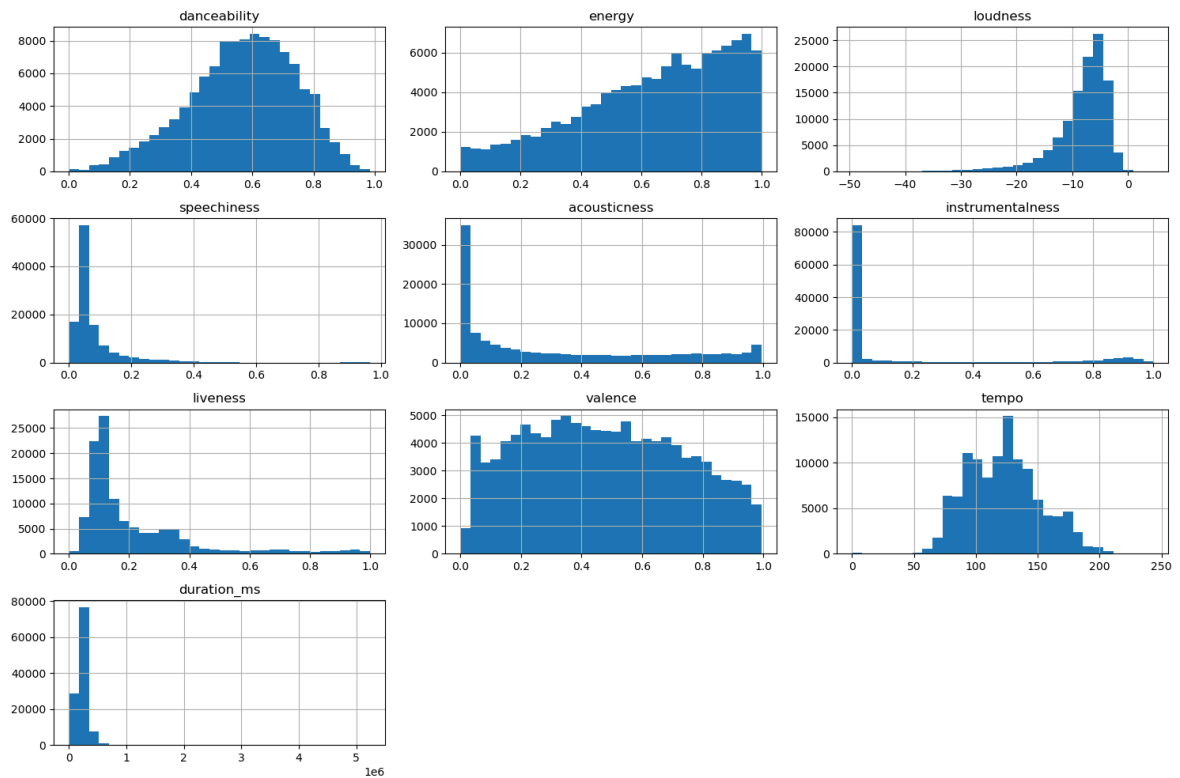 danceability
8000
6000
4000
2000
0
0.0 0.2 0.4 0.6 0.8 1.0
energy
6000
4000
2000
0
0.0 0.2 0.4 0.6 0.8 1.0
loudness
25000
20000
15000
10000
5000
0
−50 −40 −30 −20 −10 0
speechiness
60000
40000
20000
0
0.0 0.2 0.4 0.6 0.8 1.0
acousticness
30000
20000
10000
0
0.0 0.2 0.4 0.6 0.8 1.0
instrumentalness
80000
60000
40000
20000
0
0.0 0.2 0.4 0.6 0.8 1.0
liveness
25000
20000
15000
10000
5000
0
0.0 0.2 0.4 0.6 0.8 1.0
valence
5000
4000
3000
2000
1000
0
0.0 0.2 0.4 0.6 0.8 1.0
tempo
15000
10000
5000
0
0 50 100 150 200 250
duration_ms
80000
60000
40000
20000
0
0 1 2 3 4 5
1e6